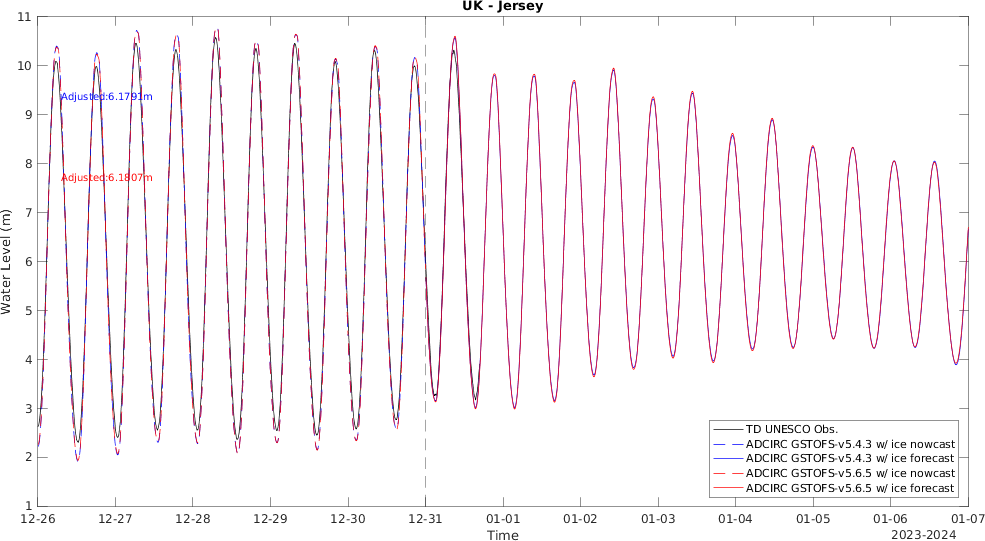 UK - Jersey
11
10
9
8
7
6
5
4
3
2
1
Water Level (m)
Adjusted:6.1791m
Adjusted:6.1807m
TD UNESCO Obs.
ADCIRC GSTOFS-v5.4.3 w/ ice nowcast
ADCIRC GSTOFS-v5.4.3 w/ ice forecast
ADCIRC GSTOFS-v5.6.5 w/ ice nowcast
ADCIRC GSTOFS-v5.6.5 w/ ice forecast
12-26 12-27 12-28 12-29 12-30 12-31 01-01 01-02 01-03 01-04 01-05 01-06 01-07
Time
2023-2024